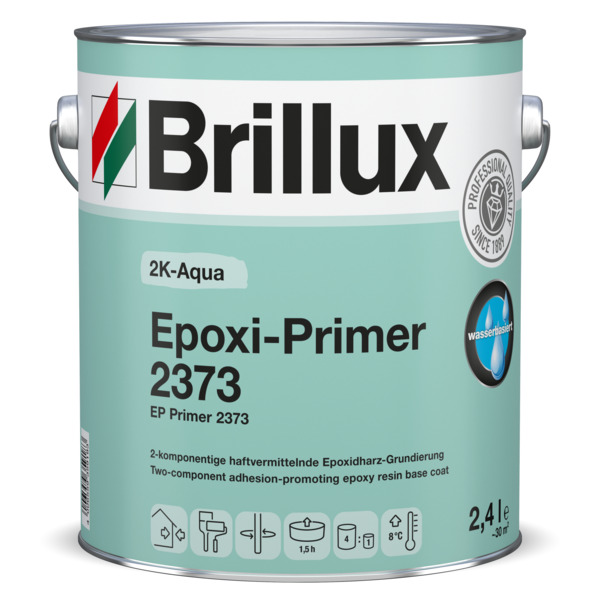 Brillux
PROFESSIONAL QUALITY
SINCE 1889
2K-Aqua
wasserbasiert
Epoxi-Primer
2373
EP Primer 2373
2-komponentige haftvermittelnde Epoxidharz-Grundierung
Two-component adhesion-promoting epoxy resin base coat
1,5 h
4 : 1
8°C
2,4 l e
~30 m²